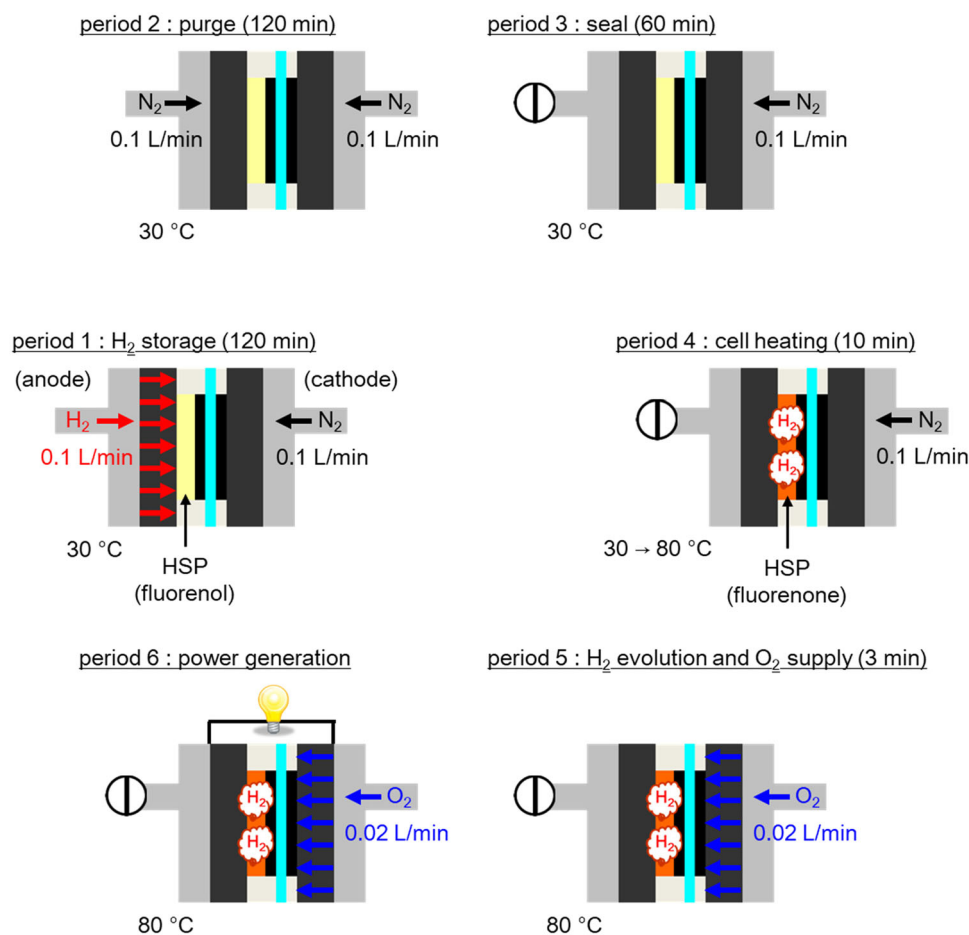 period 2 : purge (120 min)
N₂
0.1 L/min
N₂
0.1 L/min
30 °C
period 3 : seal (60 min)
N₂
0.1 L/min
30 °C
period 1 : H₂ storage (120 min)
(anode)
(cathode)
H₂
0.1 L/min
N₂
0.1 L/min
30 °C
HSP
(fluorenol)
period 4 : cell heating (10 min)
H₂
H₂
N₂
0.1 L/min
30 → 80 °C
HSP
(fluorenone)
period 6 : power generation
H₂
H₂
O₂
0.02 L/min
80 °C
period 5 : H₂ evolution and O₂ supply (3 min)
H₂
H₂
O₂
0.02 L/min
80 °C